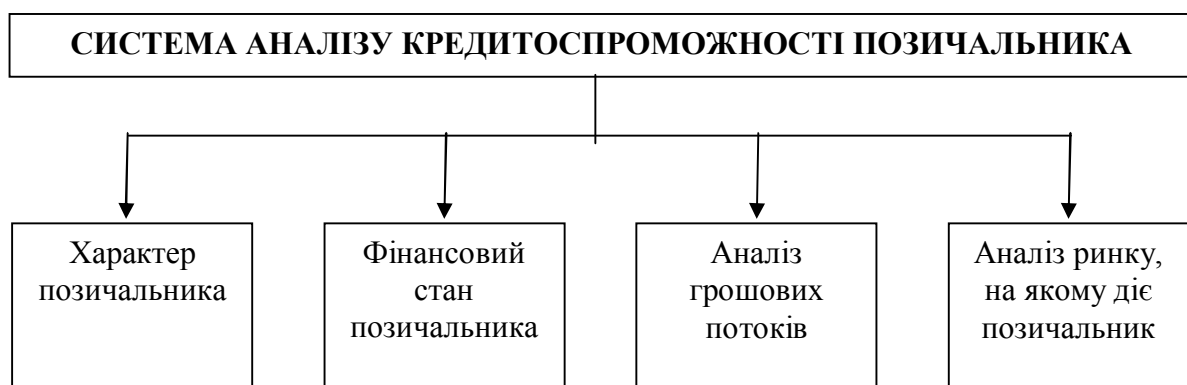 СИСТЕМА АНАЛІЗУ КРЕДИТОСПРОМОЖНОСТІ ПОЗИЧАЛЬНИКА
Характер
позичальника
Фінансовий
стан
позичальника
Аналіз
грошових
потоків
Аналіз ринку,
на якому діє
позичальник